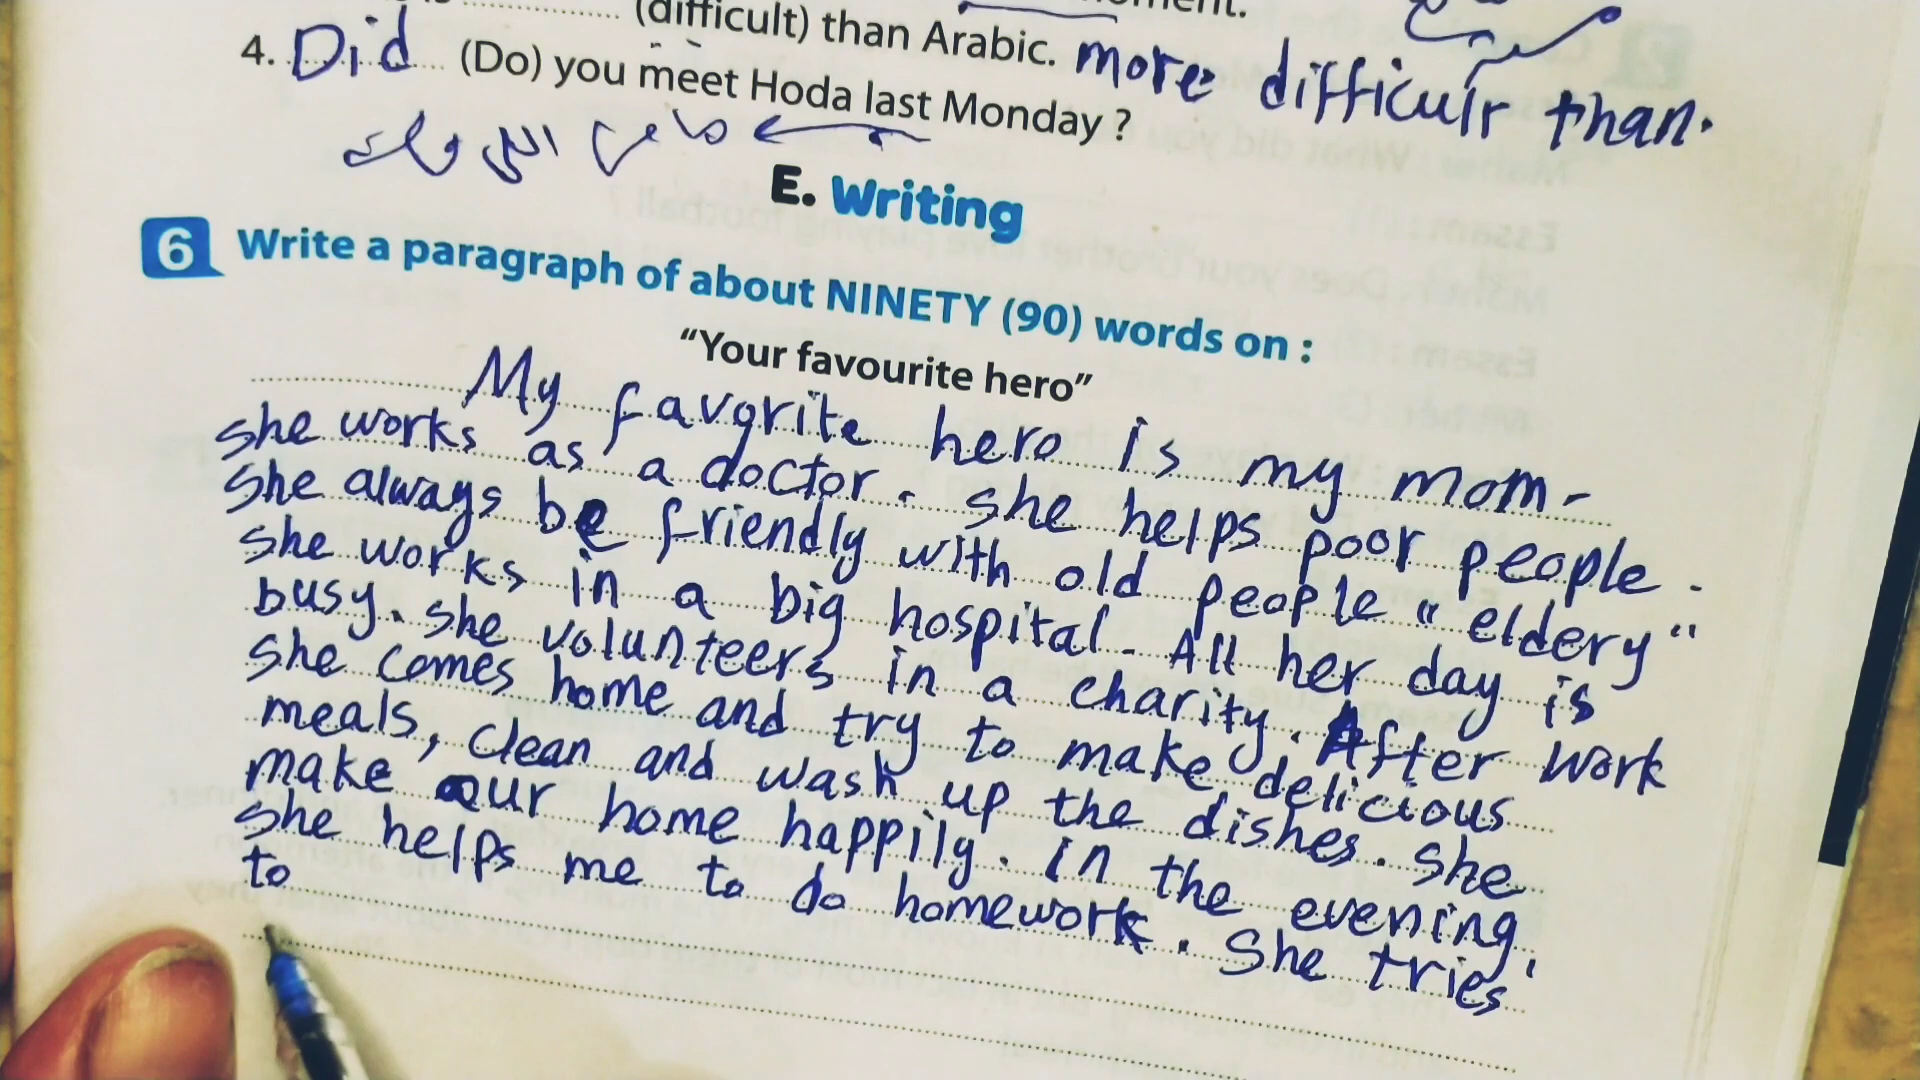 (difficult) than Arabic. more difficult than.
4. Did (Do) you meet Hoda last Monday ?
E. Writing
6 Write a paragraph of about NINETY (90) words on :
"Your favourite hero"
My favorite hero is my mom-
she works as a doctor. she helps poor people.
She always be friendly with old people "eldery"
she works in a big hospital. All her day is
busy. she volunteers in a charity. After work
she comes home and try to make delicious
meals, clean and wash up the dishes. She
make our home happily. in the evening,
She helps me to do homework. She tries
to